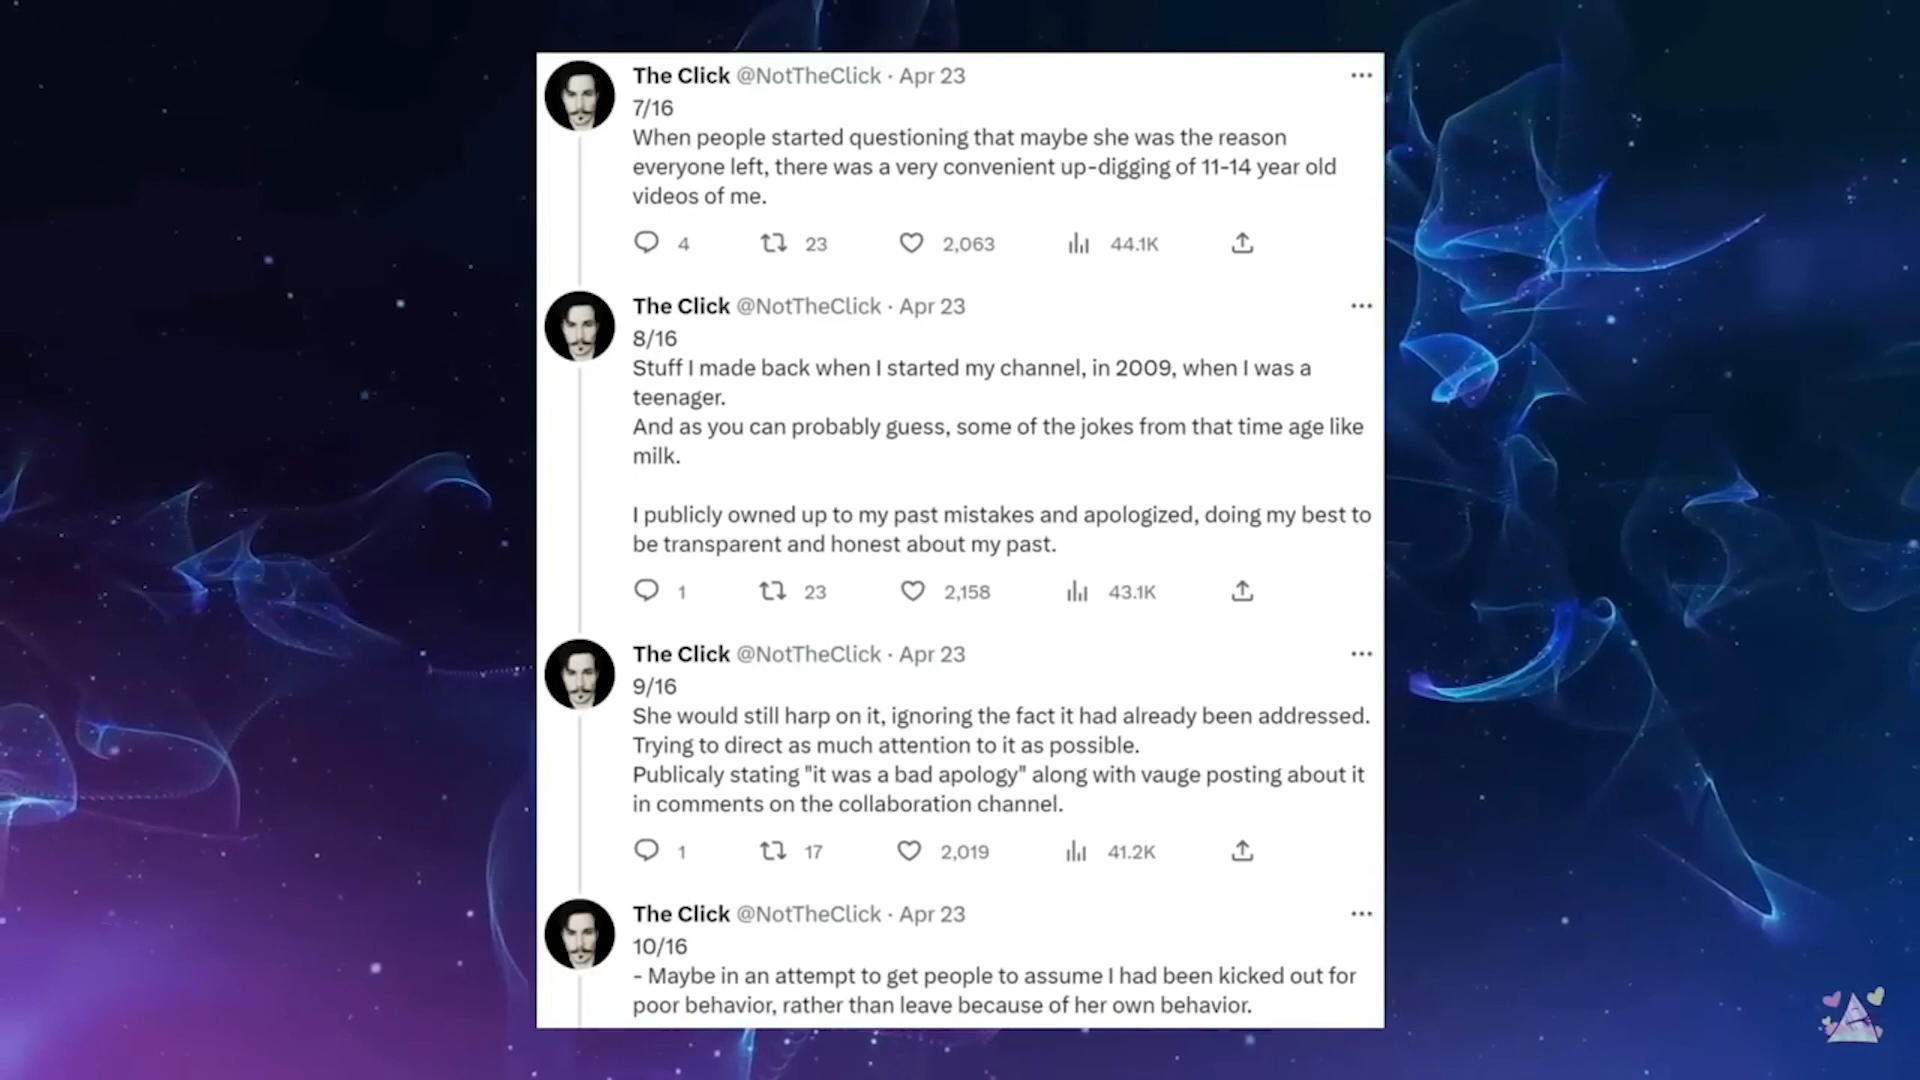 The Click @NotTheClick · Apr 23
7/16
When people started questioning that maybe she was the reason
everyone left, there was a very convenient up-digging of 11-14 year old
videos of me.
4 23 2,063 44.1K
The Click @NotTheClick · Apr 23
8/16
Stuff I made back when I started my channel, in 2009, when I was a
teenager.
And as you can probably guess, some of the jokes from that time age like
milk.
I publicly owned up to my past mistakes and apologized, doing my best to
be transparent and honest about my past.
1 23 2,158 43.1K
The Click @NotTheClick · Apr 23
9/16
She would still harp on it, ignoring the fact it had already been addressed.
Trying to direct as much attention to it as possible.
Publicaly stating "it was a bad apology" along with vauge posting about it
in comments on the collaboration channel.
1 17 2,019 41.2K
The Click @NotTheClick · Apr 23
10/16
- Maybe in an attempt to get people to assume I had been kicked out for
poor behavior, rather than leave because of her own behavior.